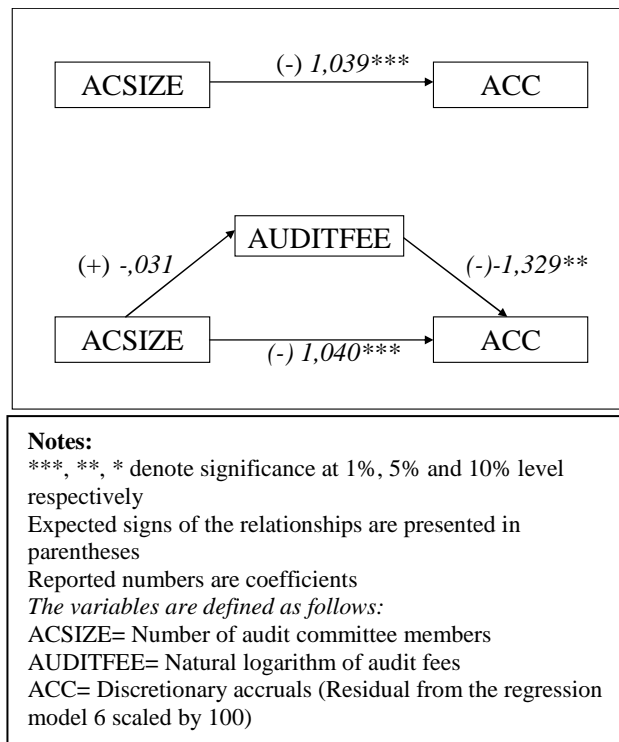 (-) 1,039***
ACSIZE
ACC
AUDITFEE
(+) -,031
(-)-1,329**
ACSIZE
ACC
(-) 1,040***
Notes:
***, **, * denote significance at 1%, 5% and 10% level
respectively
Expected signs of the relationships are presented in
parentheses
Reported numbers are coefficients
The variables are defined as follows:
ACSIZE= Number of audit committee members
AUDITFEE= Natural logarithm of audit fees
ACC= Discretionary accruals (Residual from the regression
model 6 scaled by 100)